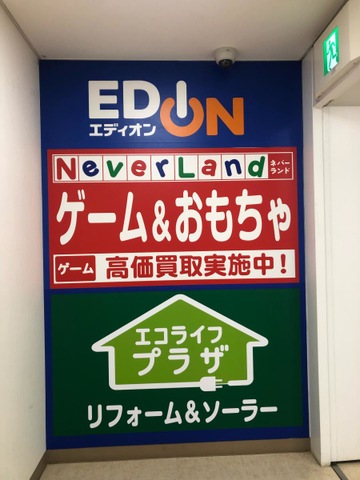 EDION
エディオン
NeverLand ネバーランド
ゲーム&おもちゃ
ゲーム 高価買取実施中!
エコライフ
プラザ
リフォーム&ソーラー